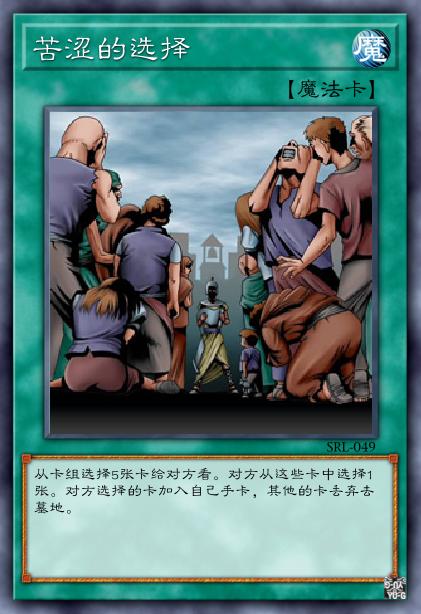 苦涩的选择
魔
【魔法卡】
SRL-049
从卡组选择5张卡给对方看。对方从这些卡中选择1
张。对方选择的卡加入自己手卡，其他的卡丢弃去
墓地。